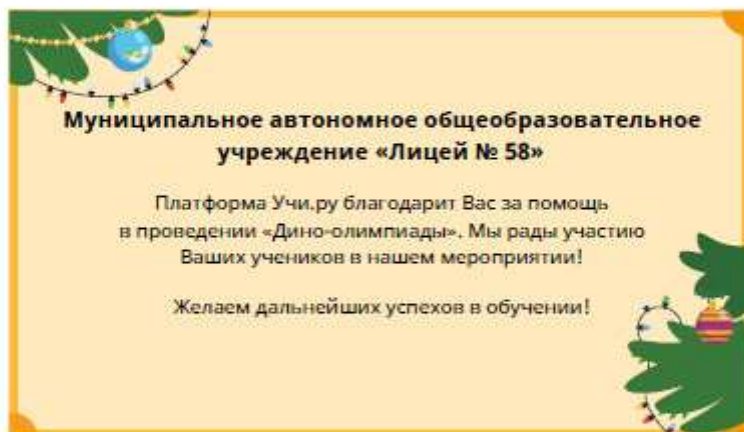 Муниципальное автономное общеобразовательное
учреждение «Лицей № 58»
Платформа Учи.ру благодарит Вас за помощь
в проведении «Дино-олимпиады». Мы рады участию
Ваших учеников в нашем мероприятии!
Желаем дальнейших успехов в обучении!